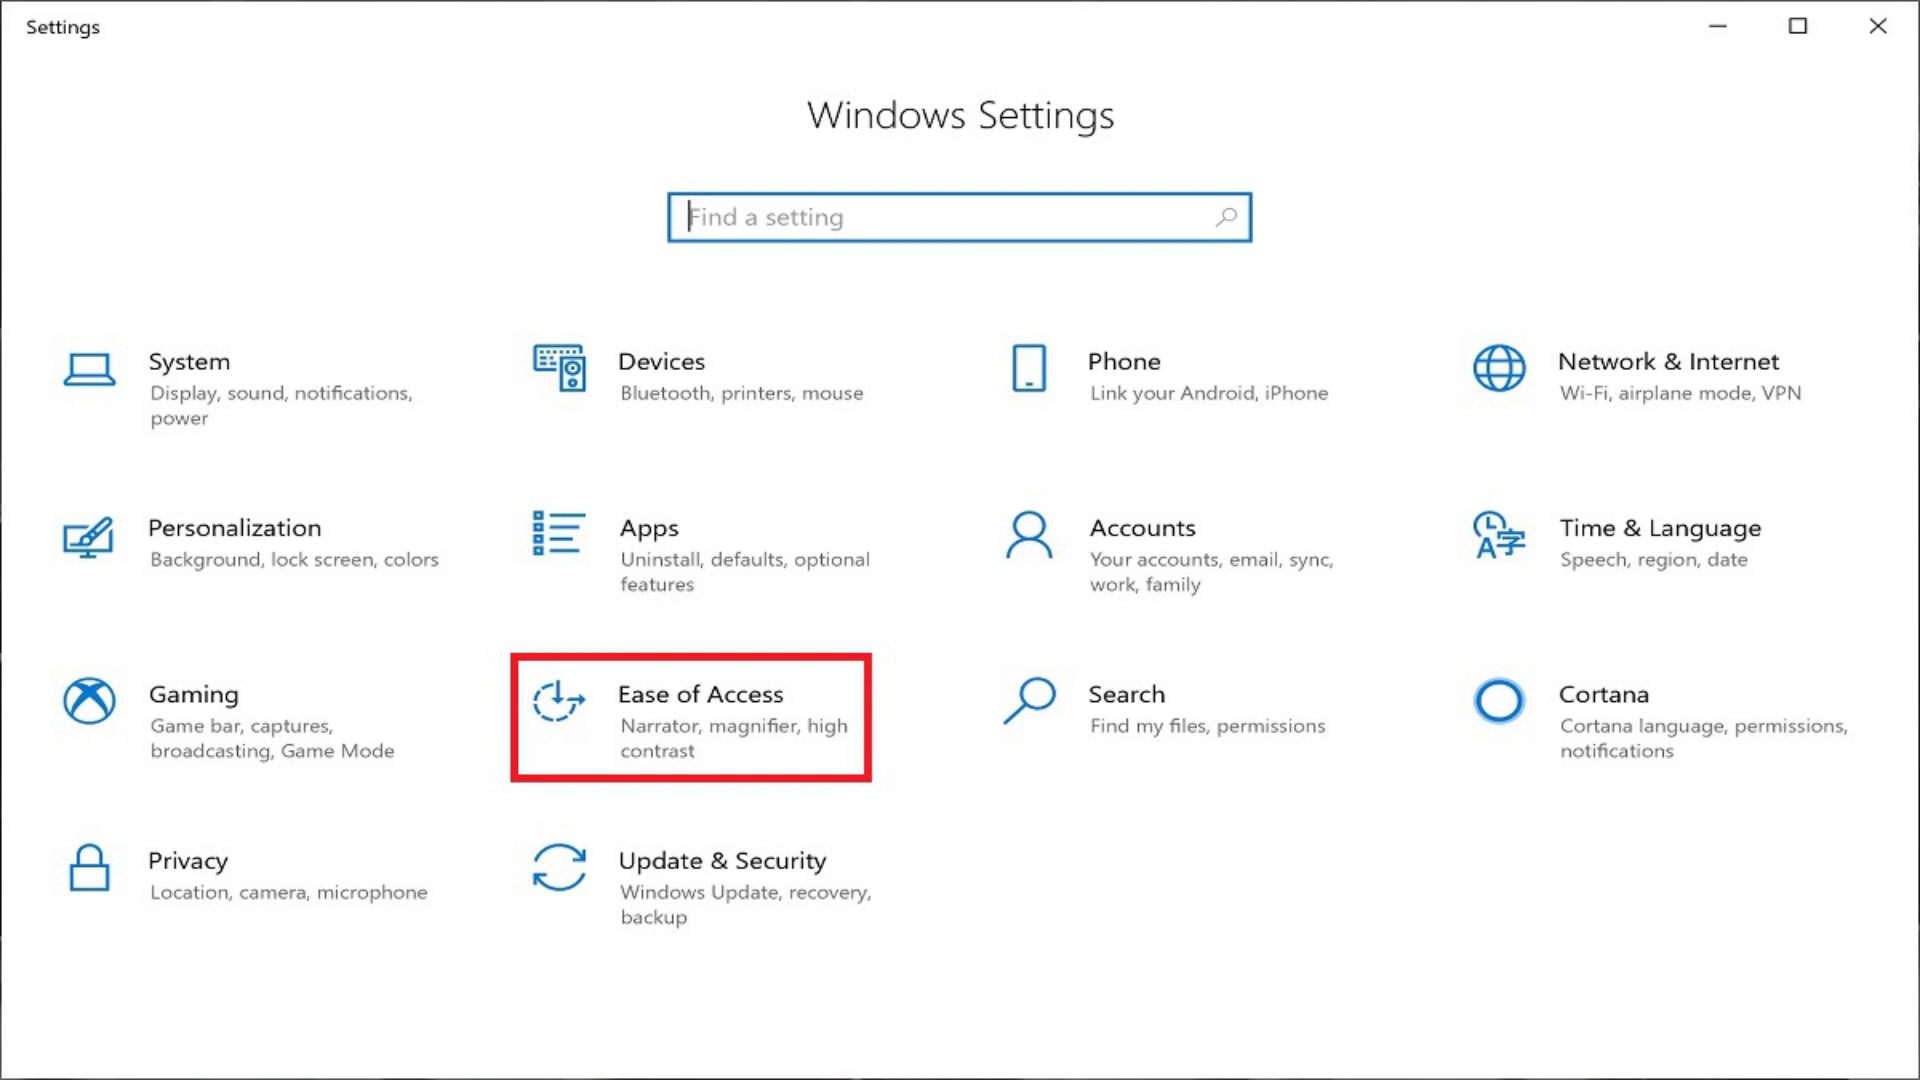 Settings
Windows Settings
Find a setting
System
Display, sound, notifications,
power
Devices
Bluetooth, printers, mouse
Phone
Link your Android, iPhone
Network & Internet
Wi-Fi, airplane mode, VPN
Personalization
Background, lock screen, colors
Apps
Uninstall, defaults, optional
features
Accounts
Your accounts, email, sync,
work, family
Time & Language
Speech, region, date
Gaming
Game bar, captures,
broadcasting, Game Mode
Ease of Access
Narrator, magnifier, high
contrast
Search
Find my files, permissions
Cortana
Cortana language, permissions,
notifications
Privacy
Location, camera, microphone
Update & Security
Windows Update, recovery,
backup